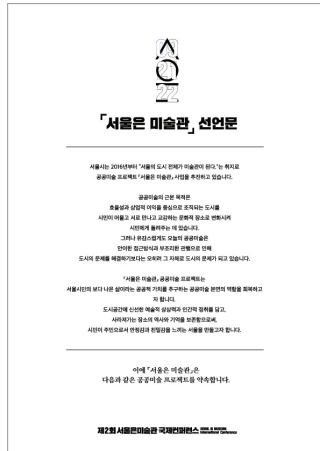 「서울은 미술관」 선언문
서울시는 2016년부터 "서울의 도시 전체가 미술관이 된다."는 취지로
공공미술 프로젝트 『서울은 미술관』 사업을 추진하고 있습니다.
공공미술의 근본 목적은
효율성과 상업적 이익을 중심으로 조직되는 도시를
시민이 머물고 서로 만나고 교감하는 문화적 장소로 변화시켜
시민에게 돌려주는 데 있습니다.
그러나 유감스럽게도 오늘의 공공미술은
안이한 접근방식과 부조리한 관행으로 인해
도시의 문제를 해결하기보다는 오히려 그 자체로 도시의 문제가 되고 있습니다.
『서울은 미술관』 공공미술 프로젝트는
서울시민의 보다 나은 삶이라는 공공적 가치를 추구하는 공공미술 본연의 역할을 회복하고
자 합니다.
도시공간에 신선한 예술적 상상력과 인간적 정취를 담고,
사라져가는 장소의 역사와 기억을 보존함으로써,
시민이 주인으로서 안정감과 친밀감을 느끼는 서울을 만들고자 합니다.
이에 『서울은 미술관』은
다음과 같은 공공미술 프로젝트를 약속합니다.
제2회 서울은미술관 국제컨퍼런스 SEOUL IS MUSEUM
International Conference